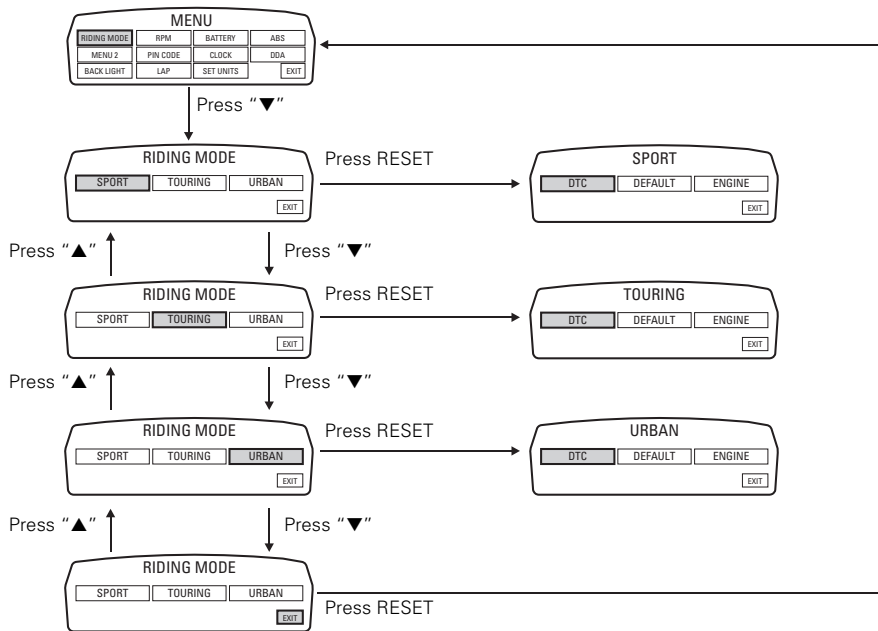 MENU
RIDING MODE RPM BATTERY ABS
MENU 2 PIN CODE CLOCK DDA
BACK LIGHT LAP SET UNITS EXIT
Press “▼”
RIDING MODE
SPORT TOURING URBAN
EXIT
Press RESET
SPORT
DTC DEFAULT ENGINE
EXIT
Press “▲”
Press “▼”
RIDING MODE
SPORT TOURING URBAN
EXIT
Press RESET
TOURING
DTC DEFAULT ENGINE
EXIT
Press “▲”
Press “▼”
RIDING MODE
SPORT TOURING URBAN
EXIT
Press RESET
URBAN
DTC DEFAULT ENGINE
EXIT
Press “▲”
Press “▼”
RIDING MODE
SPORT TOURING URBAN
EXIT
Press RESET